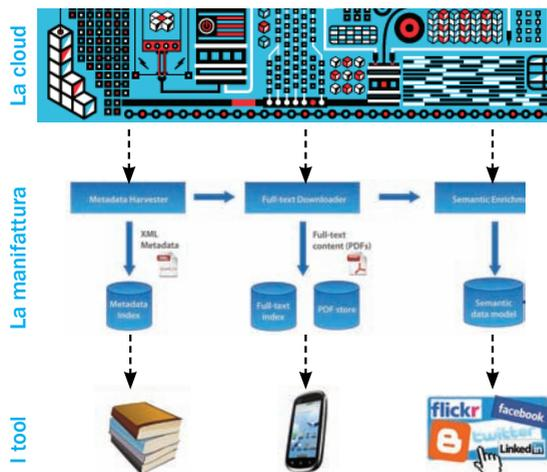 La cloud
La manifattura
Metadata Harvester
Full-text Downloader
Semantic Enrichm
XML
Metadata
Full-text
content (PDFs)
Metadata
index
Full-text
index
PDF store
Semantic
data model
I tool
flickr
facebook
twitter
Linked in